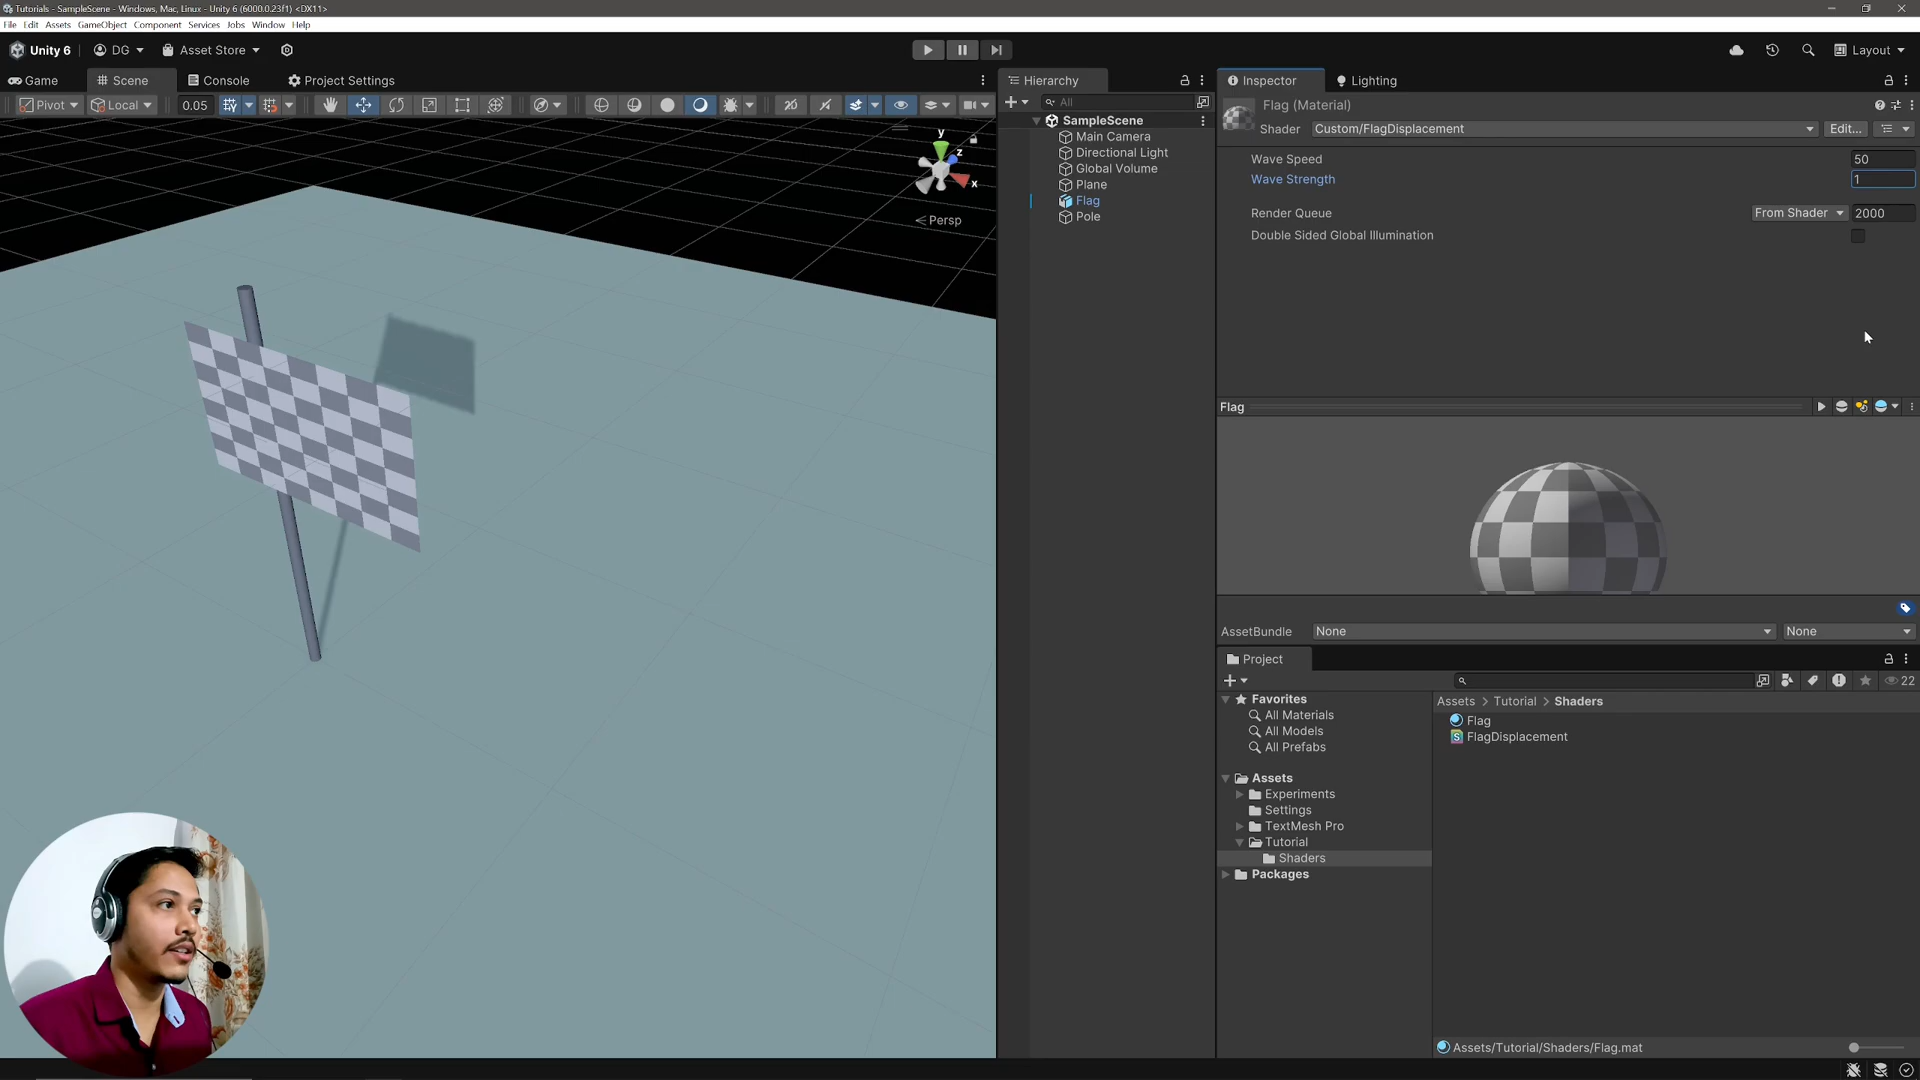 Tutorials - SampleScene - Windows, Mac, Linux - Unity 6 (6000.0.23f1) <DX11>
File Edit Assets GameObject Component Services Jobs Window Help
Unity 6 DG Asset Store Layout
Game Scene Console Project Settings
Pivot Local 0.05
y
z
x
Persp
Hierarchy
All
SampleScene
Main Camera
Directional Light
Global Volume
Plane
Flag
Pole
Inspector Lighting
Flag (Material)
Shader Custom/FlagDisplacement Edit...
Wave Speed 50
Wave Strength 1
Render Queue From Shader 2000
Double Sided Global Illumination
Flag
AssetBundle None None
Project
22
Favorites
All Materials
All Models
All Prefabs
Assets
Experiments
Settings
TextMesh Pro
Tutorial
Shaders
Packages
Assets > Tutorial > Shaders
Flag
FlagDisplacement
Assets/Tutorial/Shaders/Flag.mat